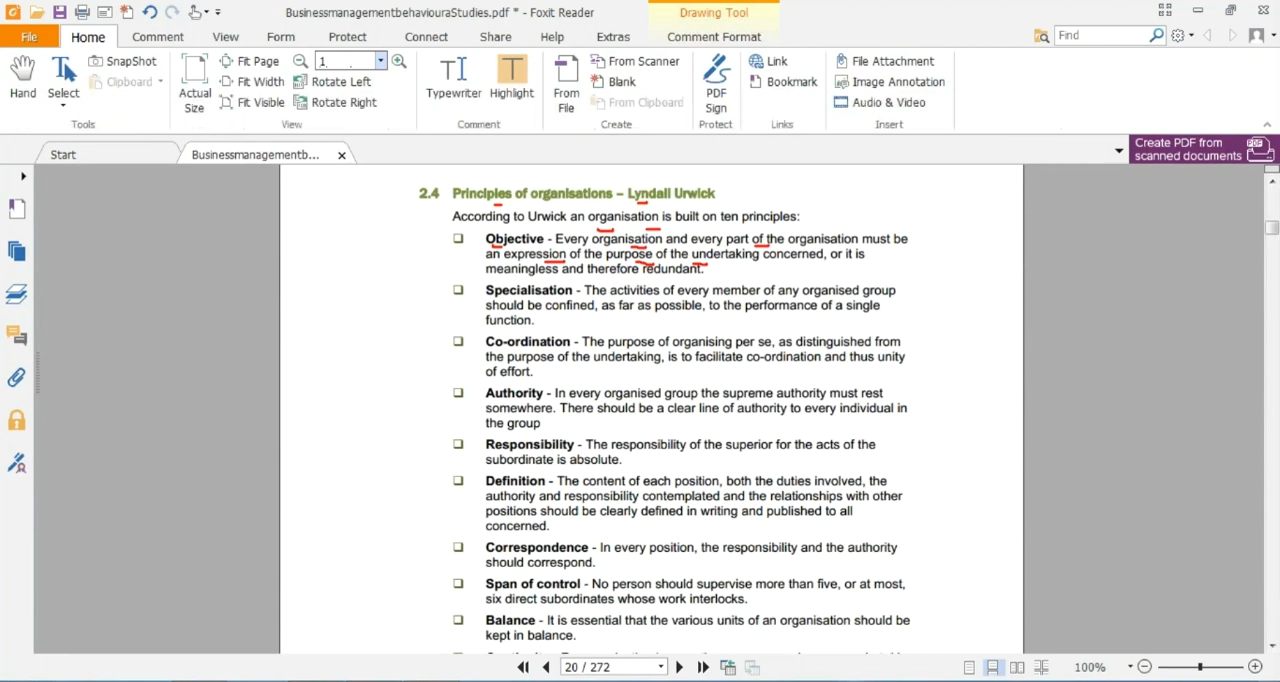 BusinessmanagementbehaviouraStudies.pdf * - Foxit Reader
Drawing Tool
File Home Comment View Form Protect Connect Share Help Extras Comment Format
Find
Hand
Select
SnapShot
Clipboard
Tools
Actual
Size
Fit Page
Fit Width
Fit Visible
1
Rotate Left
Rotate Right
View
Typewriter
Highlight
Comment
From
File
From Scanner
Blank
From Clipboard
Create
PDF
Sign
Protect
Link
Bookmark
Links
File Attachment
Image Annotation
Audio & Video
Insert
Start
Businessmanagementb...
Create PDF from
scanned documents
PDF
2.4 Principles of organisations – Lyndall Urwick
According to Urwick an organisation is built on ten principles:
❑ Objective - Every organisation and every part of the organisation must be
an expression of the purpose of the undertaking concerned, or it is
meaningless and therefore redundant.
❑ Specialisation - The activities of every member of any organised group
should be confined, as far as possible, to the performance of a single
function.
❑ Co-ordination - The purpose of organising per se, as distinguished from
the purpose of the undertaking, is to facilitate co-ordination and thus unity
of effort.
❑ Authority - In every organised group the supreme authority must rest
somewhere. There should be a clear line of authority to every individual in
the group
❑ Responsibility - The responsibility of the superior for the acts of the
subordinate is absolute.
❑ Definition - The content of each position, both the duties involved, the
authority and responsibility contemplated and the relationships with other
positions should be clearly defined in writing and published to all
concerned.
❑ Correspondence - In every position, the responsibility and the authority
should correspond.
❑ Span of control - No person should supervise more than five, or at most,
six direct subordinates whose work interlocks.
❑ Balance - It is essential that the various units of an organisation should be
kept in balance.
20 / 272
100%